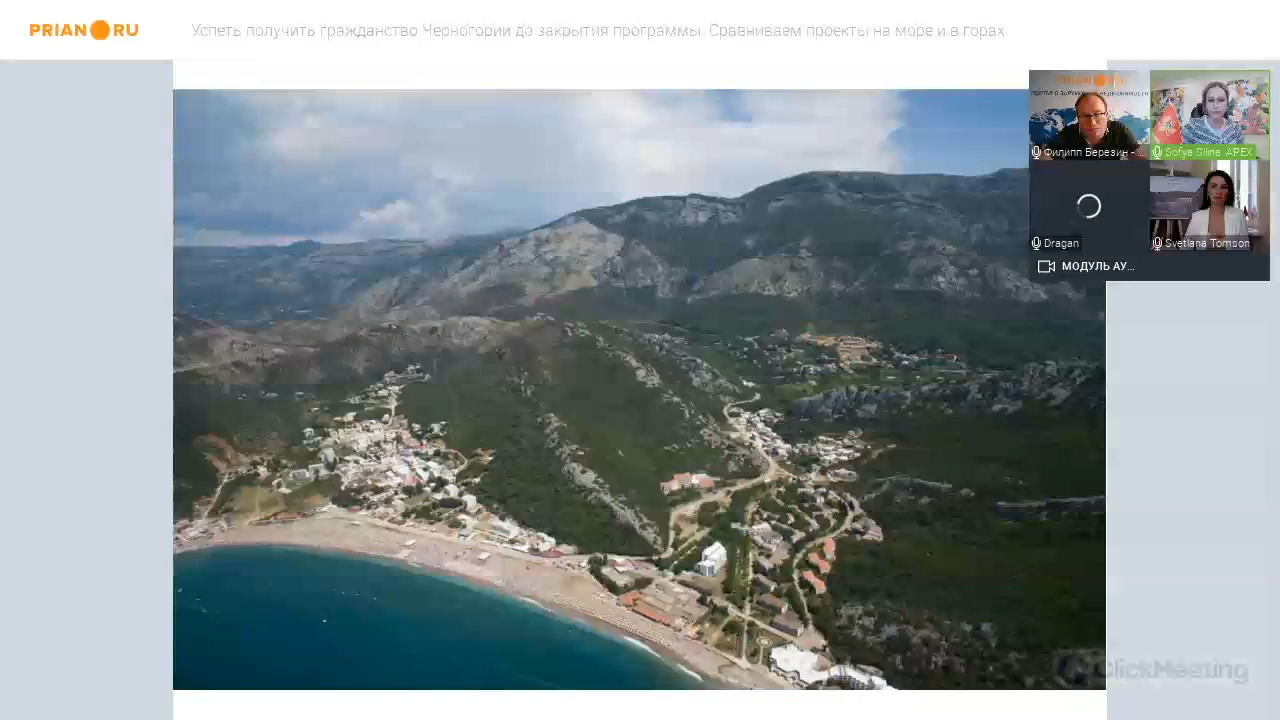 PRIAN RU
Успеть получить гражданство Черногории до закрытия программы. Сравниваем проекты на море и в горах
Филипп Березин - ...
Sofya Silina APEX
Dragan
Svetlana Tomson
МОДУЛЬ АУ...
ClickMeeting